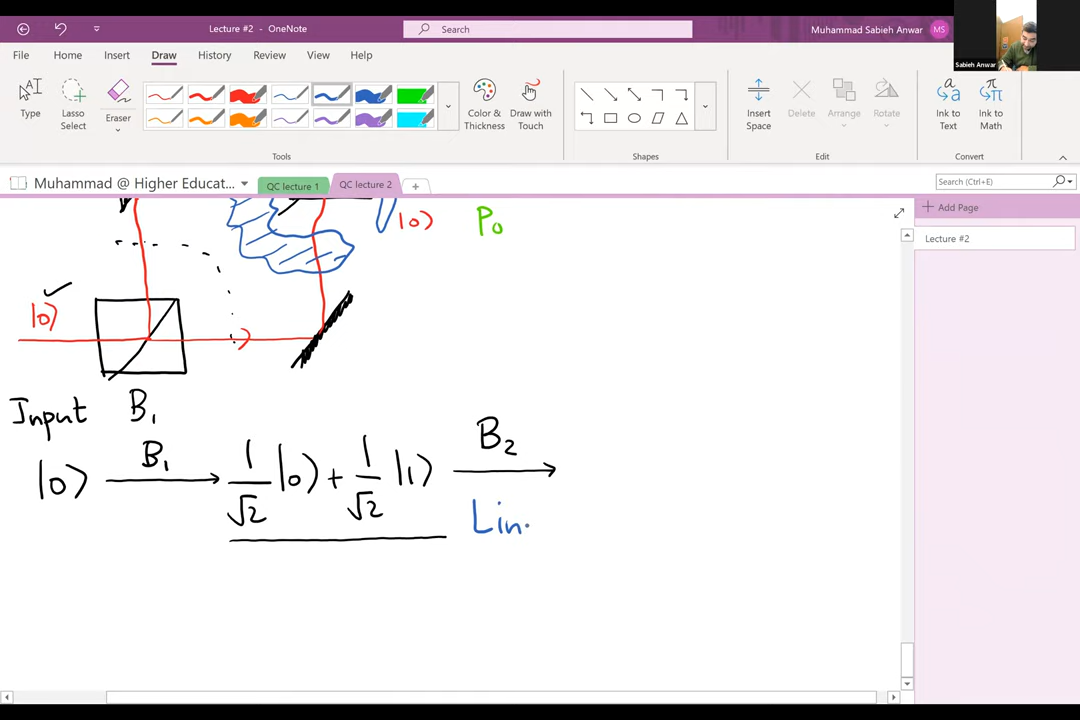 Lecture #2 - OneNote
Search
Muhammad Sabieh Anwar
MS
Sabieh Anwar
File Home Insert Draw History Review View Help
Type
Lasso Select
Eraser
Color & Thickness
Draw with Touch
Insert Space
Delete
Arrange
Rotate
Ink to Text
Ink to Math
Tools
Shapes
Edit
Convert
Muhammad @ Higher Educat...
QC lecture 1
QC lecture 2
Search (Ctrl+E)
Add Page
Lecture #2
|0⟩ P₀
|0⟩
Input B₁
|0⟩ B₁→ 1/√2 |0⟩ + 1/√2 |1⟩ B₂→
Lin